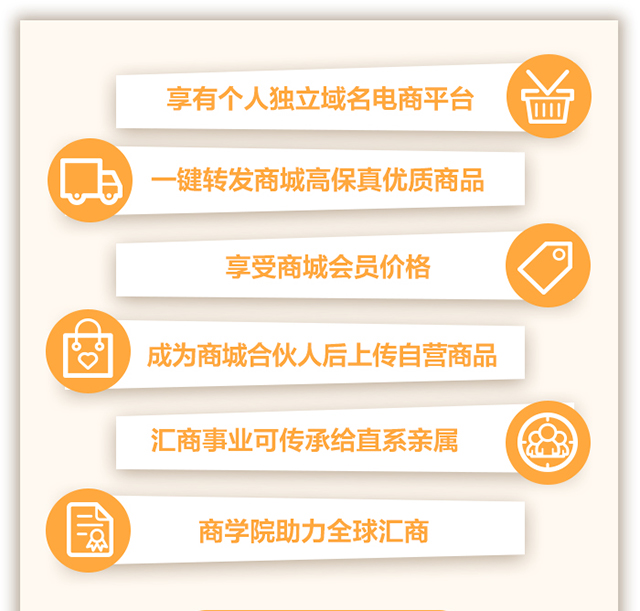 享有个人独立域名电商平台
一键转发商城高保真优质商品
享受商城会员价格
成为商城合伙人后上传自营商品
汇商事业可传承给直系亲属
商学院助力全球汇商